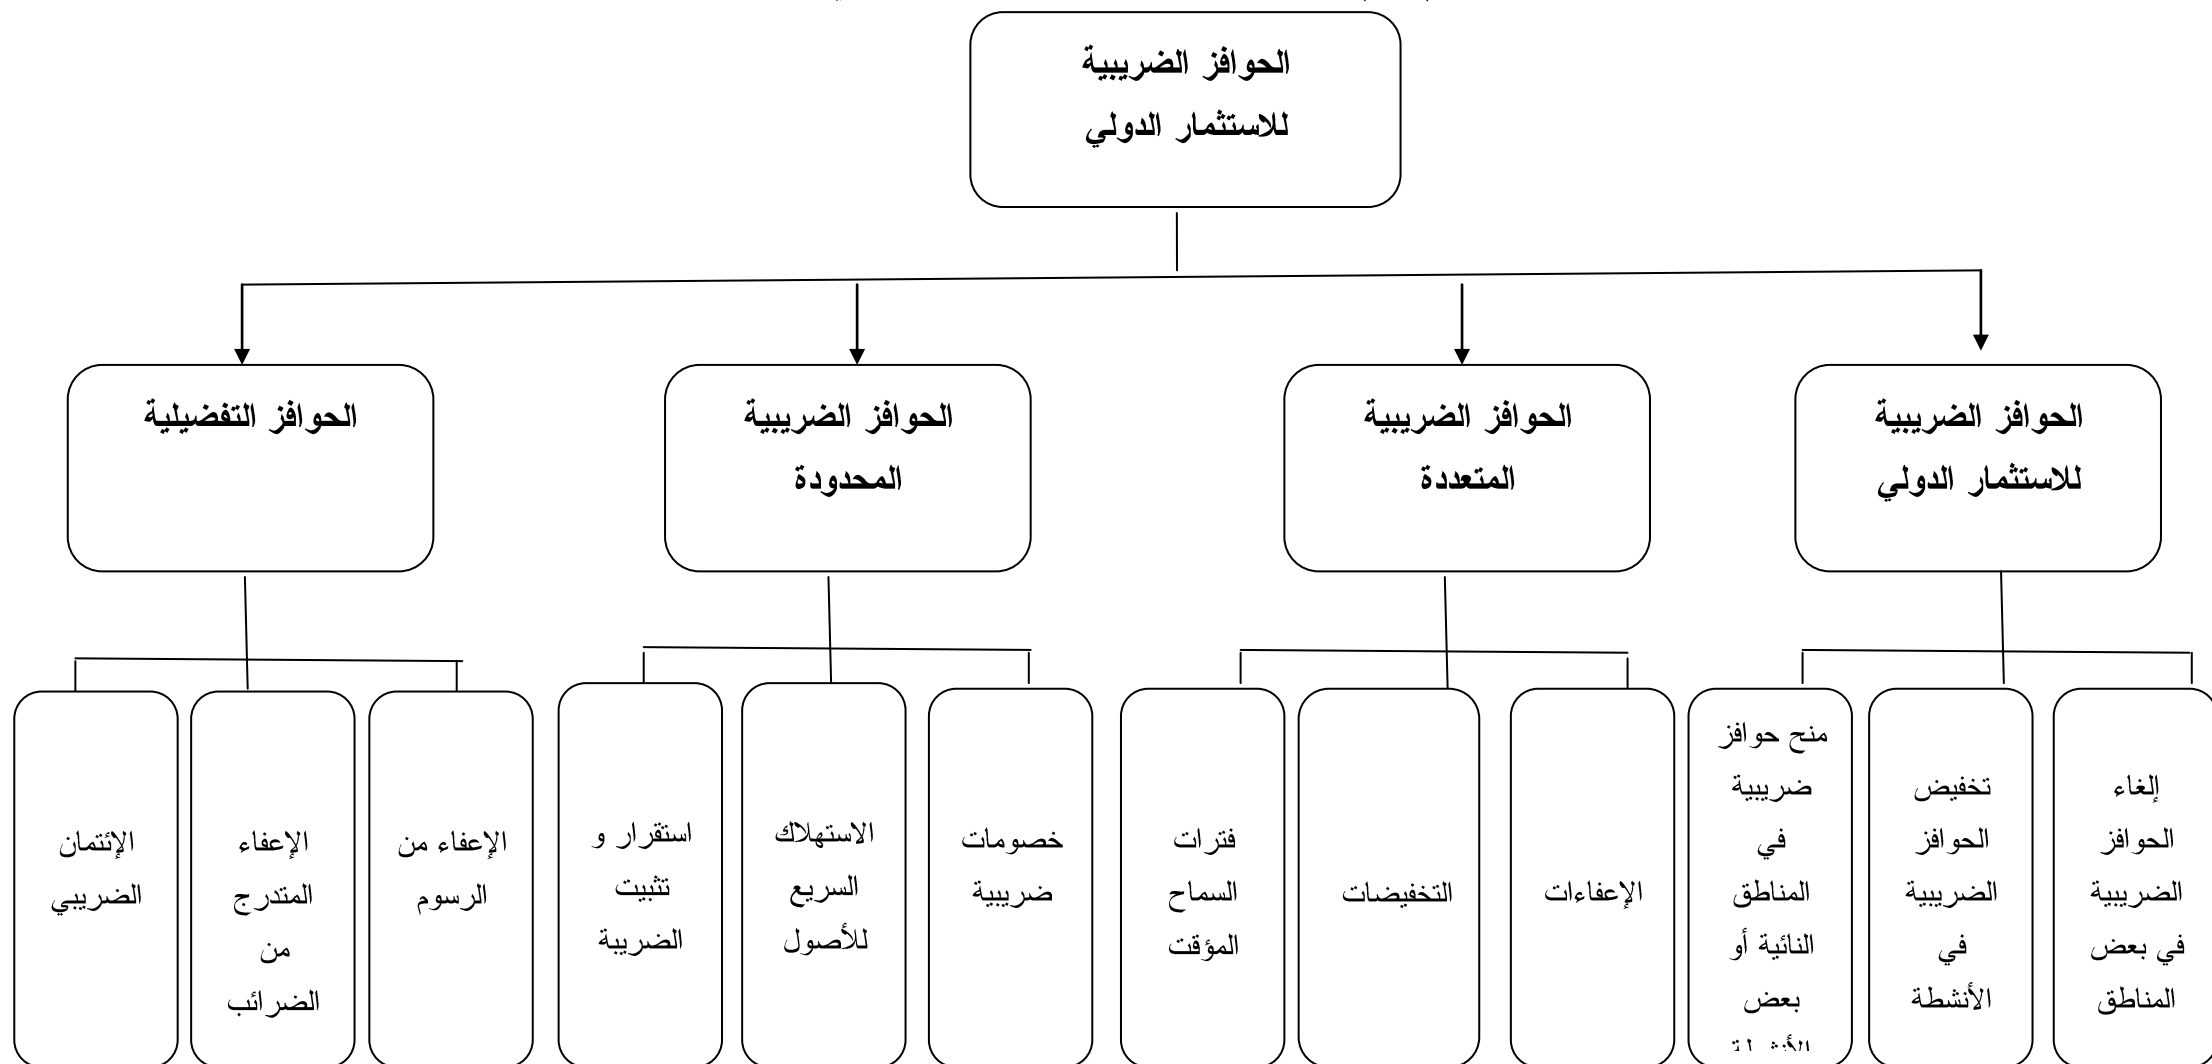 الحوافز الضريبية
للاستثمار الدولي
الحوافز الضريبية
للاستثمار الدولي
الحوافز الضريبية
المتعددة
الحوافز الضريبية
المحدودة
الحوافز التفضيلية
إلغاء
الحوافز
الضريبية
في بعض
المناطق
تخفيض
الحوافز
الضريبية
في
الأنشطة
منح حوافز
ضريبية
في
المناطق
النائية أو
بعض
الإعفاءات
التخفيضات
فترات
السماح
المؤقت
خصومات
ضريبية
الاستهلاك
السريع
للأصول
استقرار و
تثبيت
الضريبة
الإعفاء من
الرسوم
الإعفاء
المتدرج
من
الضرائب
الإئتمان
الضريبي